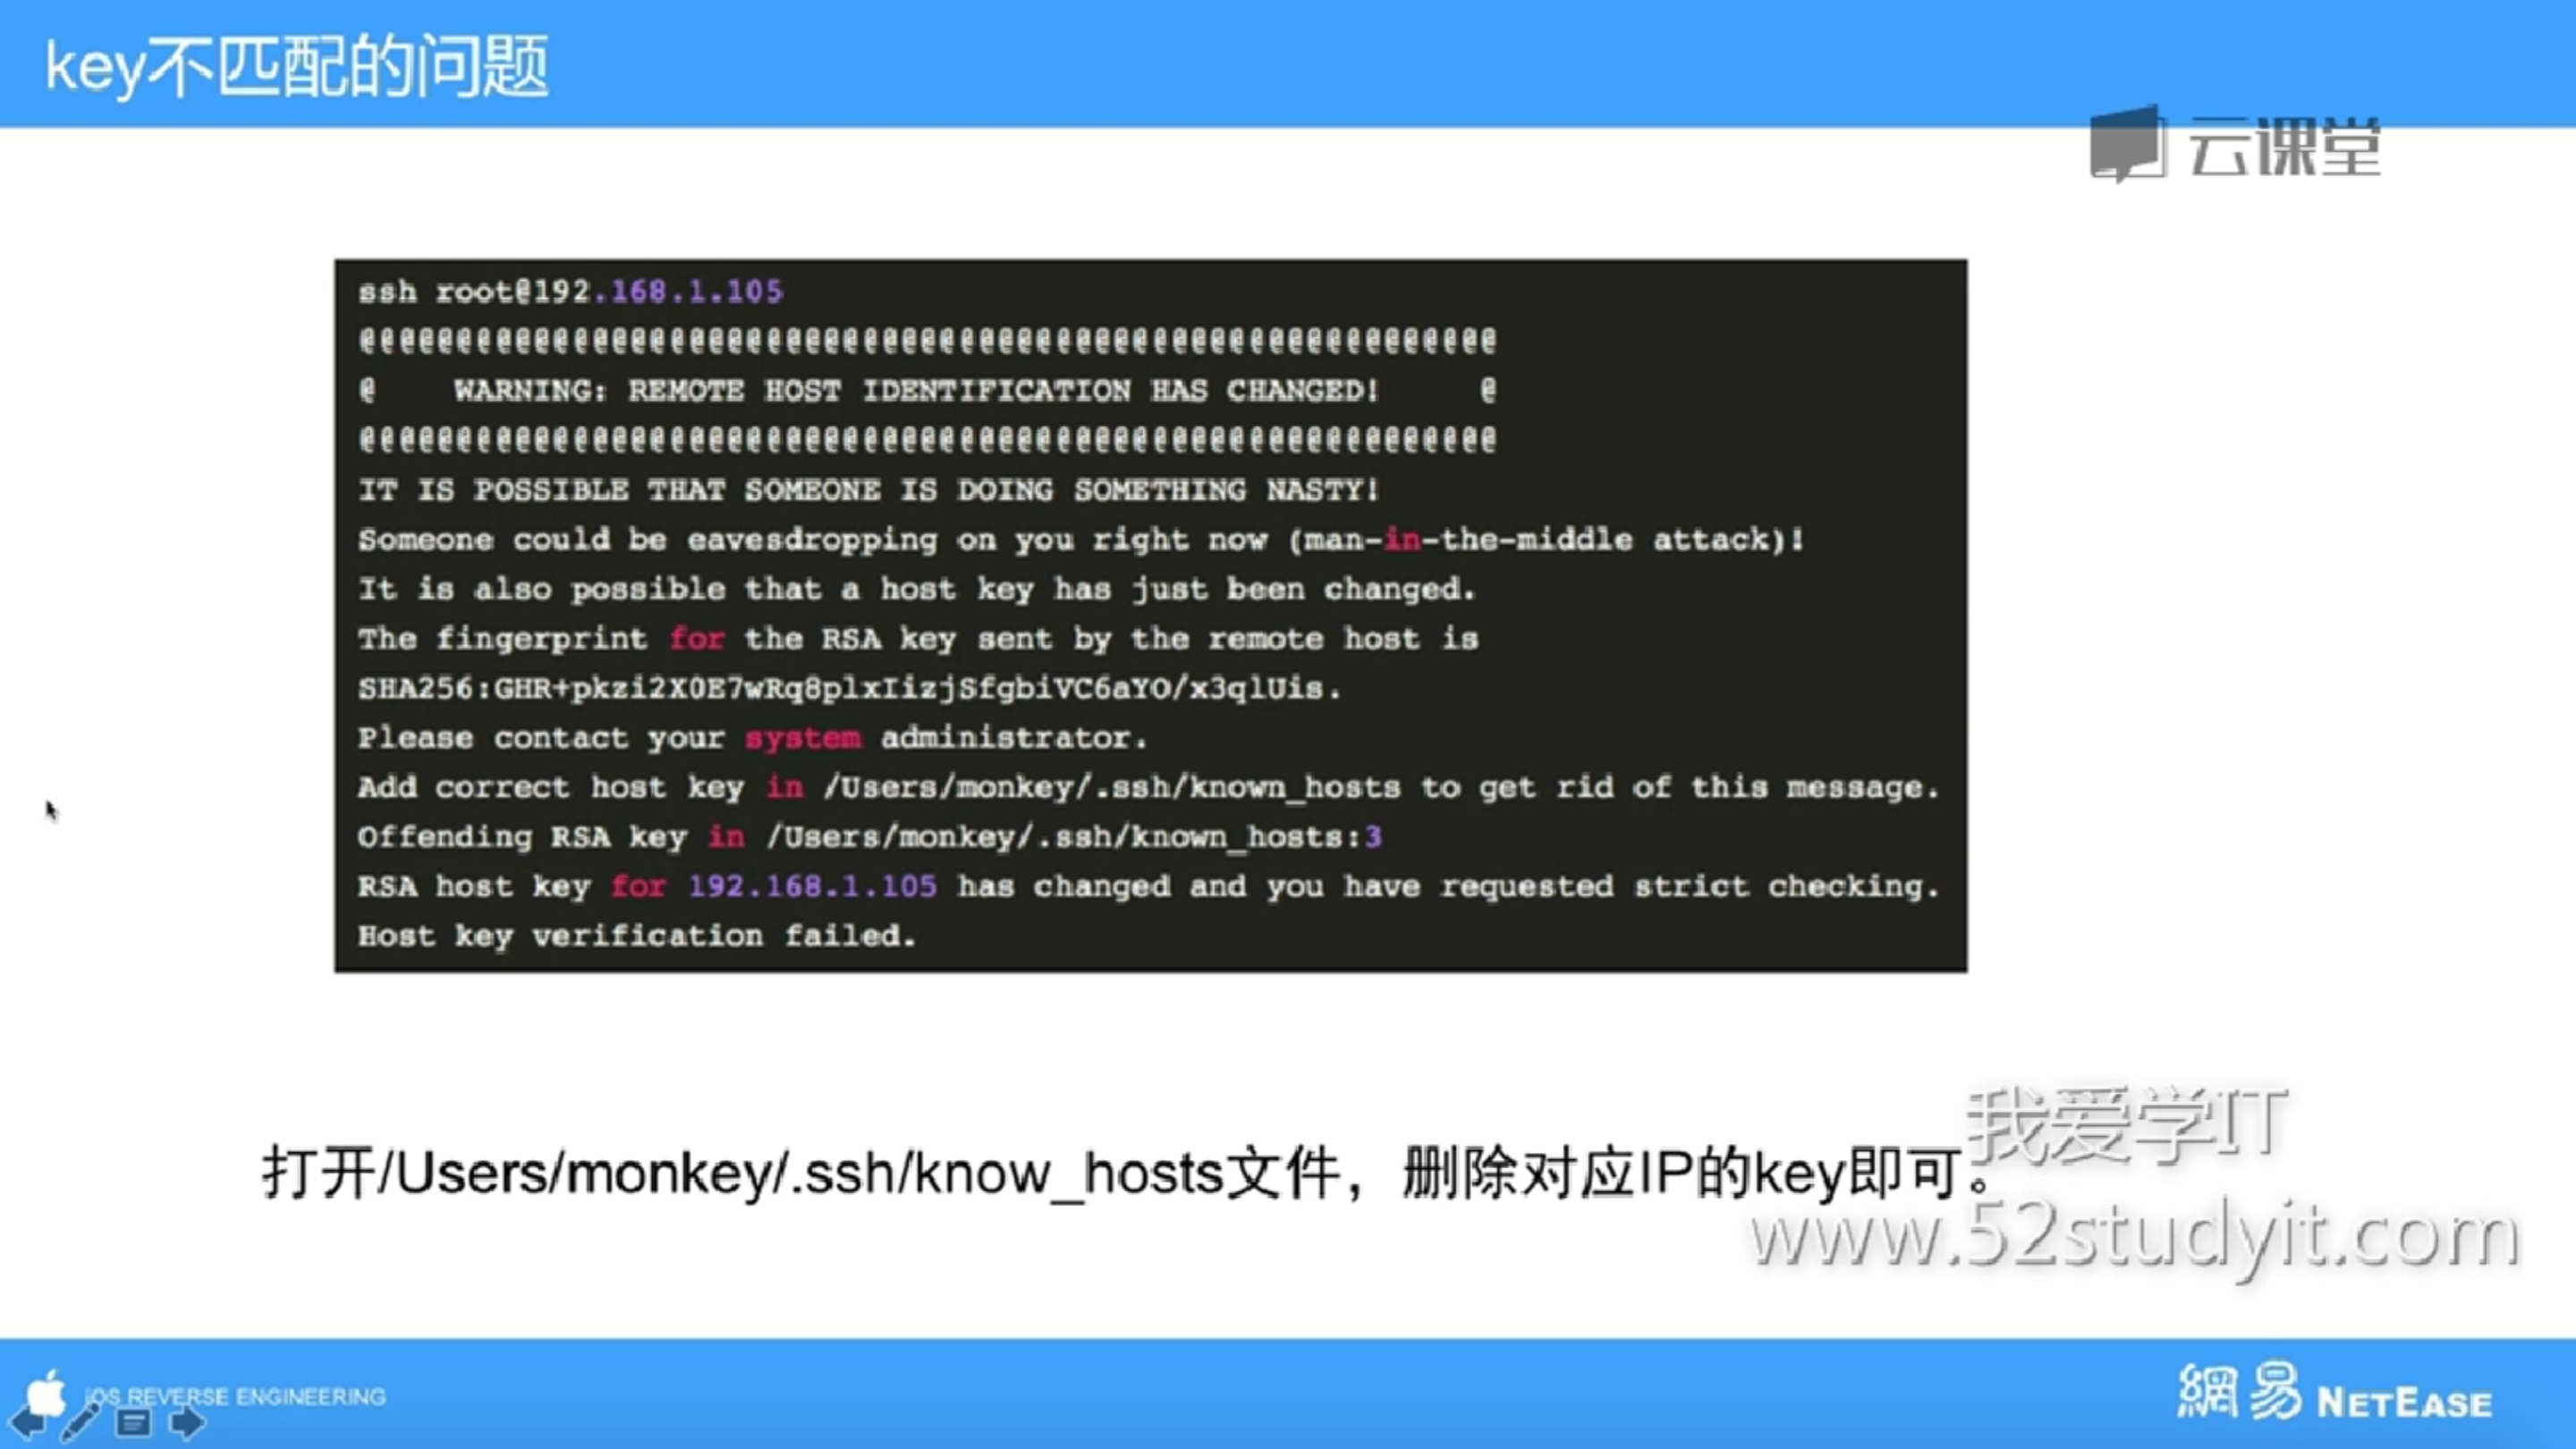 key不匹配的问题
云课堂
ssh root@192.168.1.105
@@@@@@@@@@@@@@@@@@@@@@@@@@@@@@@@@@@@@@@@@@@@@@@@@@@@@@@@@@@
@    WARNING: REMOTE HOST IDENTIFICATION HAS CHANGED!     @
@@@@@@@@@@@@@@@@@@@@@@@@@@@@@@@@@@@@@@@@@@@@@@@@@@@@@@@@@@@
IT IS POSSIBLE THAT SOMEONE IS DOING SOMETHING NASTY!
Someone could be eavesdropping on you right now (man-in-the-middle attack)!
It is also possible that a host key has just been changed.
The fingerprint for the RSA key sent by the remote host is
SHA256:GHR+pkzi2X0E7wRq8plxIizjSfgbiVC6aYO/x3qlUis.
Please contact your system administrator.
Add correct host key in /Users/monkey/.ssh/known_hosts to get rid of this message.
Offending RSA key in /Users/monkey/.ssh/known_hosts:3
RSA host key for 192.168.1.105 has changed and you have requested strict checking.
Host key verification failed.
打开/Users/monkey/.ssh/know_hosts文件，删除对应IP的key即可。
我爱学IT
www.52studyit.com
iOS REVERSE ENGINEERING
網易 NETEASE